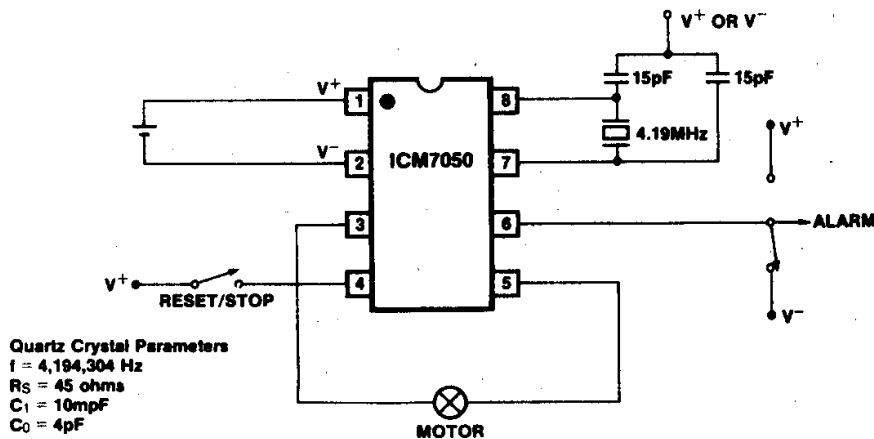 V+ OR V-
15pF
15pF
V+
1
8
4.19MHz
V+
V-
2
ICM7050
7
3
6
ALARM
V+
RESET/STOP
4
5
V-
Quartz Crystal Parameters
f = 4,194,304 Hz
RS = 45 ohms
C1 = 10mpF
C0 = 4pF
MOTOR